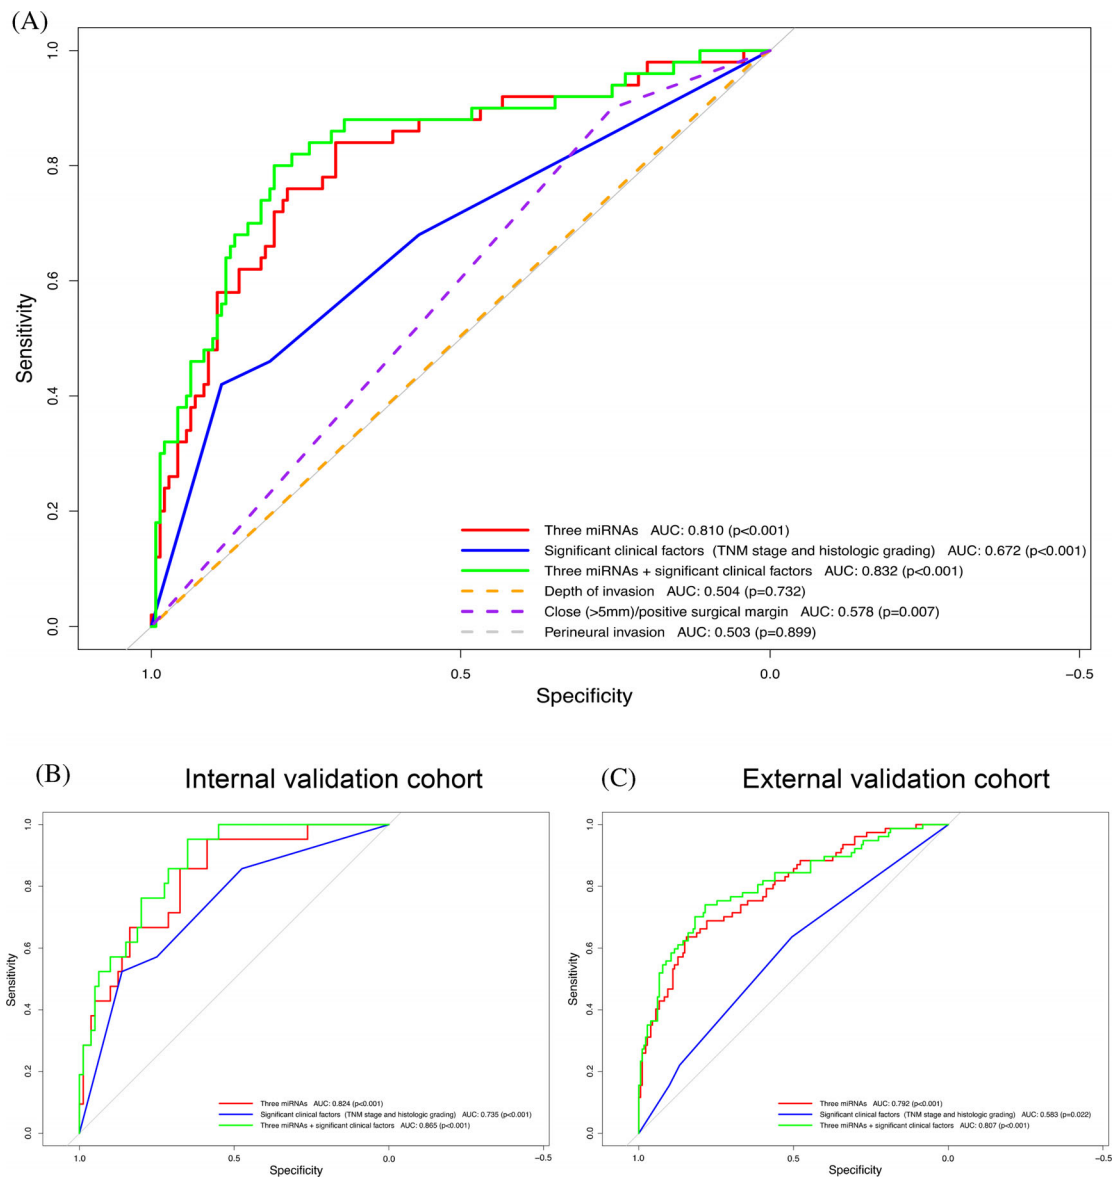 (A)
1.0
0.8
0.6
0.4
0.2
0.0
Sensitivity
Three miRNAs AUC: 0.810 (p<0.001)
Significant clinical factors (TNM stage and histologic grading) AUC: 0.672 (p<0.001)
Three miRNAs + significant clinical factors AUC: 0.832 (p<0.001)
Depth of invasion AUC: 0.504 (p=0.732)
Close (>5mm)/positive surgical margin AUC: 0.578 (p=0.007)
Perineural invasion AUC: 0.503 (p=0.899)
1.0 0.5 0.0 −0.5
Specificity
(B) Internal validation cohort
1.0
0.8
0.6
0.4
0.2
0.0
Sensitivity
Three miRNAs AUC: 0.824 (p<0.001)
Significant clinical factors (TNM stage and histologic grading) AUC: 0.735 (p<0.001)
Three miRNAs + significant clinical factors AUC: 0.865 (p<0.001)
1.0 0.5 0.0 −0.5
Specificity
(C) External validation cohort
1.0
0.8
0.6
0.4
0.2
0.0
Sensitivity
Three miRNAs AUC: 0.792 (p<0.001)
Significant clinical factors (TNM stage and histologic grading) AUC: 0.583 (p=0.022)
Three miRNAs + significant clinical factors AUC: 0.807 (p<0.001)
1.0 0.5 0.0 −0.5
Specificity